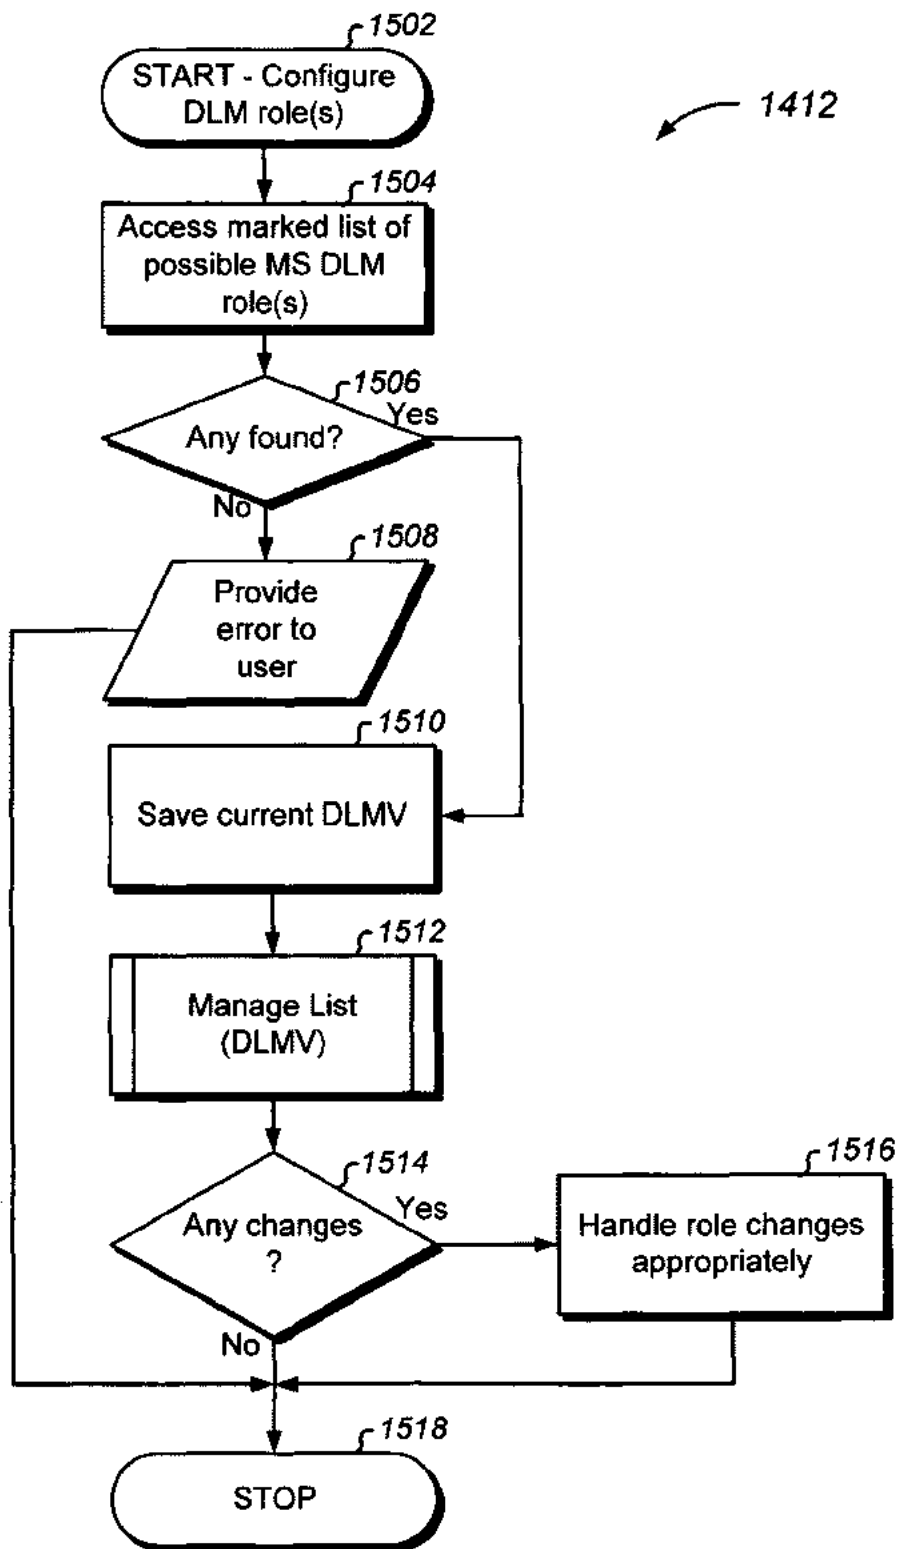 1502
START - Configure
DLM role(s)
1412
1504
Access marked list of
possible MS DLM
role(s)
1506
Yes
Any found?
No
1508
Provide
error to
user
1510
Save current DLMV
1512
Manage List
(DLMV)
1514
Yes
Any changes
?
No
1516
Handle role changes
appropriately
1518
STOP